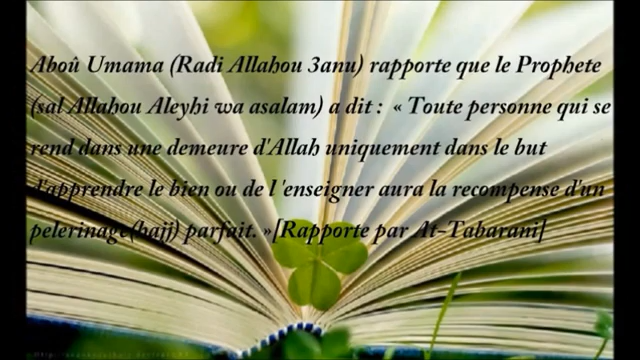 Aboû Umama (Radi Allahou 3anu) rapporte que le Prophete
(sal Allahou Aleyhi wa asalam) a dit : « Toute personne qui se
rend dans une demeure d'Allah uniquement dans le but
d'apprendre le bien ou de l 'enseigner aura la recompense d'un
pelerinage(hajj) parfait. »[Rapporte par At-Tabarani]